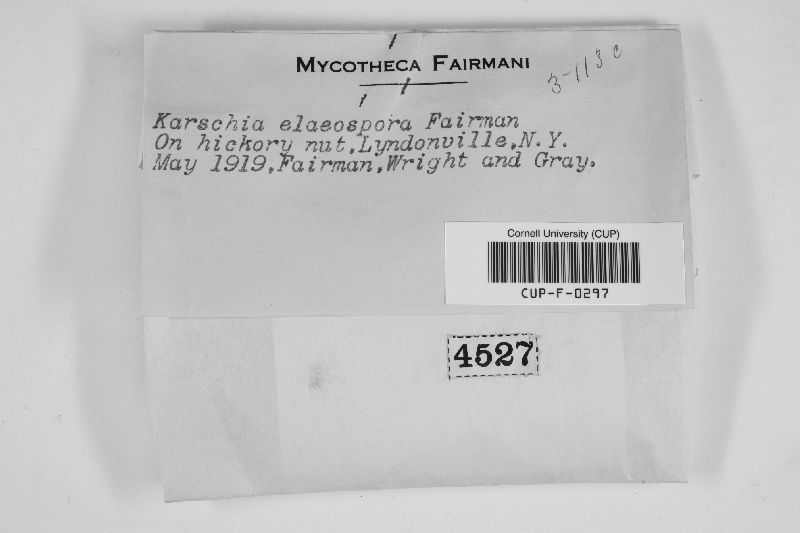 MYCOTHECA FAIRMANI
3-113 c
Karschia elaeospora Fairman
On hickory nut,Lyndonville,N.Y.
May 1919,Fairman,Wright and Gray.
Cornell University (CUP)
CUP-F-0297
4527